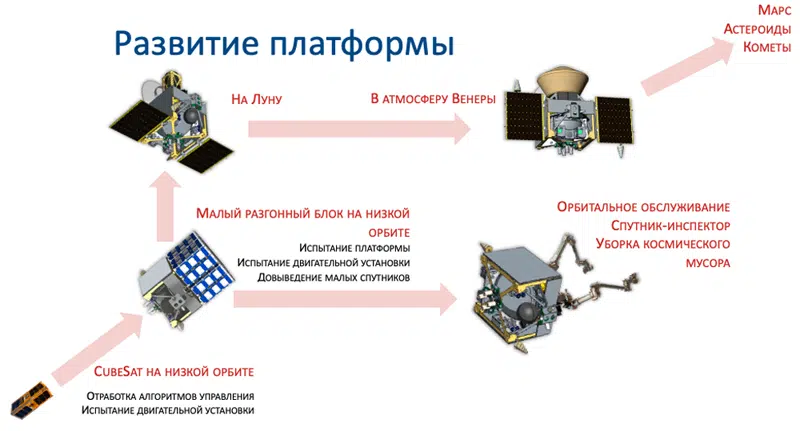 Марс
Астероиды
Кометы
Развитие платформы
На Луну
В атмосферу Венеры
Малый разгонный блок на низкой
орбите
Испытание платформы
Испытание двигательной установки
Довыведение малых спутников
Орбитальное обслуживание
Спутник-инспектор
Уборка космического
мусора
CubeSat на низкой орбите
Отработка алгоритмов управления
Испытание двигательной установки